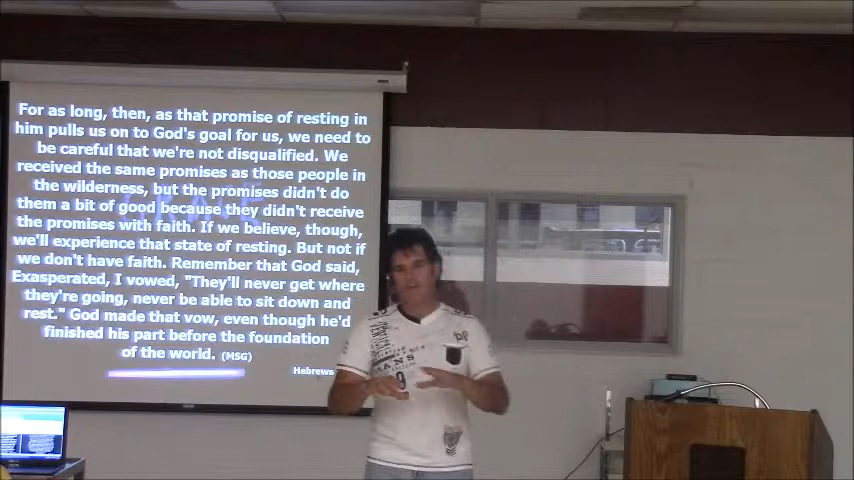 For as long, then, as that promise of resting in
him pulls us on to God's goal for us, we need to
be careful that we're not disqualified. We
received the same promises as those people in
the wilderness, but the promises didn't do
them a bit of good because they didn't receive
the promises with faith. If we believe, though,
we'll experience that state of resting. But not if
we don't have faith. Remember that God said,
Exasperated, I vowed, "They'll never get where
they're going, never be able to sit down and
rest." God made that vow, even though he'd
finished his part before the foundation
of the world. (MSG)
Hebrews